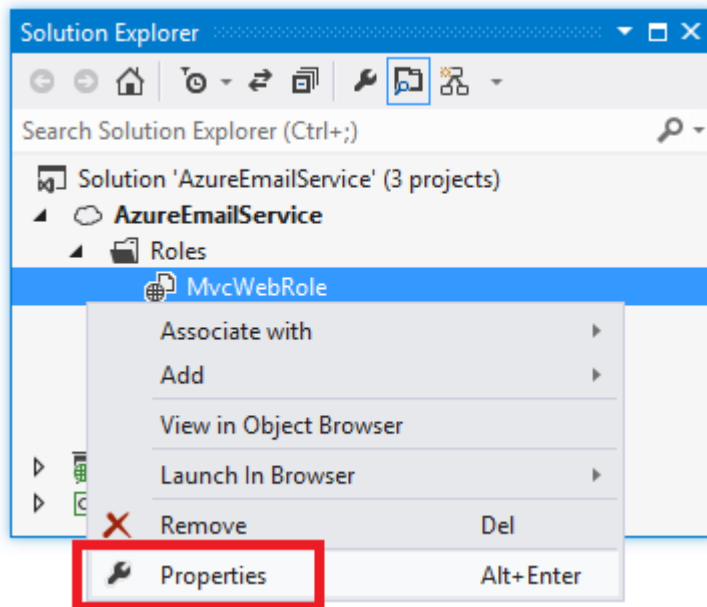 Solution Explorer
Search Solution Explorer (Ctrl+;)
Solution 'AzureEmailService' (3 projects)
AzureEmailService
Roles
MvcWebRole
Associate with
Add
View in Object Browser
Launch In Browser
Remove Del
Properties Alt+Enter